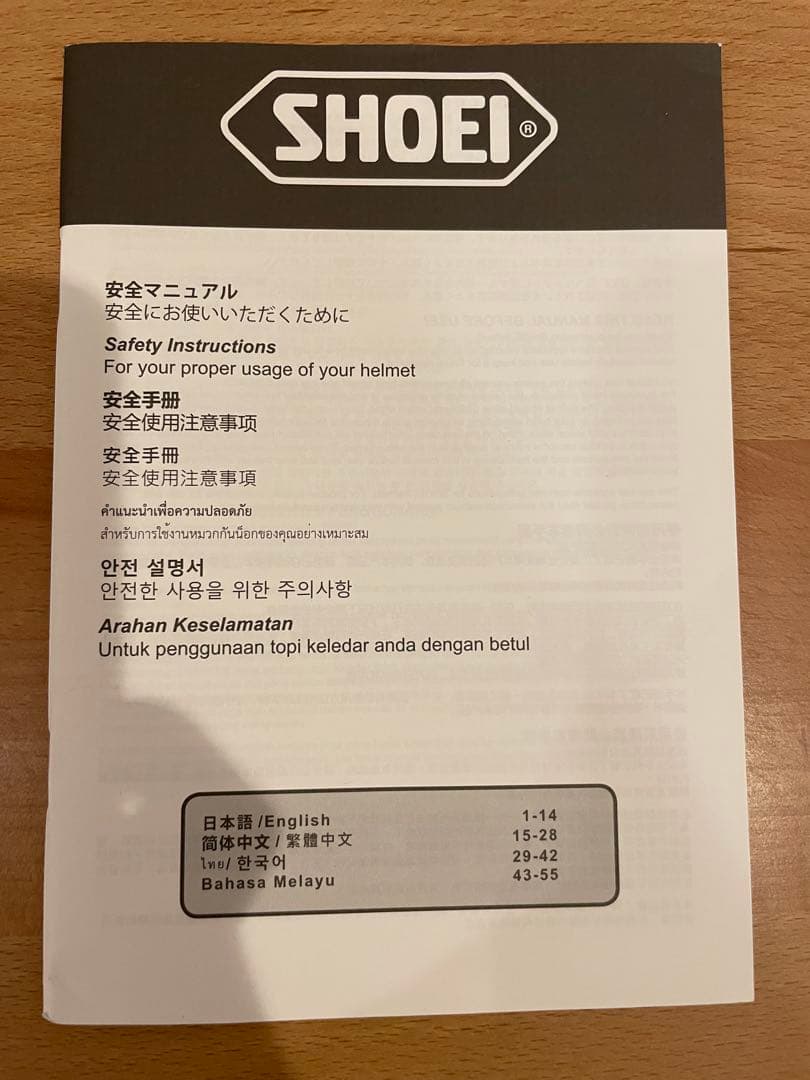 SHOEI®
安全マニュアル
安全にお使いいただくために
Safety Instructions
For your proper usage of your helmet
安全手册
安全使用注意事项
安全手冊
安全使用注意事項
คำแนะนำเพื่อความปลอดภัย
สำหรับการใช้งานหมวกกันน็อกของคุณอย่างเหมาะสม
안전 설명서
안전한 사용을 위한 주의사항
Arahan Keselamatan
Untuk penggunaan topi keledar anda dengan betul
日本語 /English 1-14
简体中文 / 繁體中文 15-28
ไทย/ 한국어 29-42
Bahasa Melayu 43-55